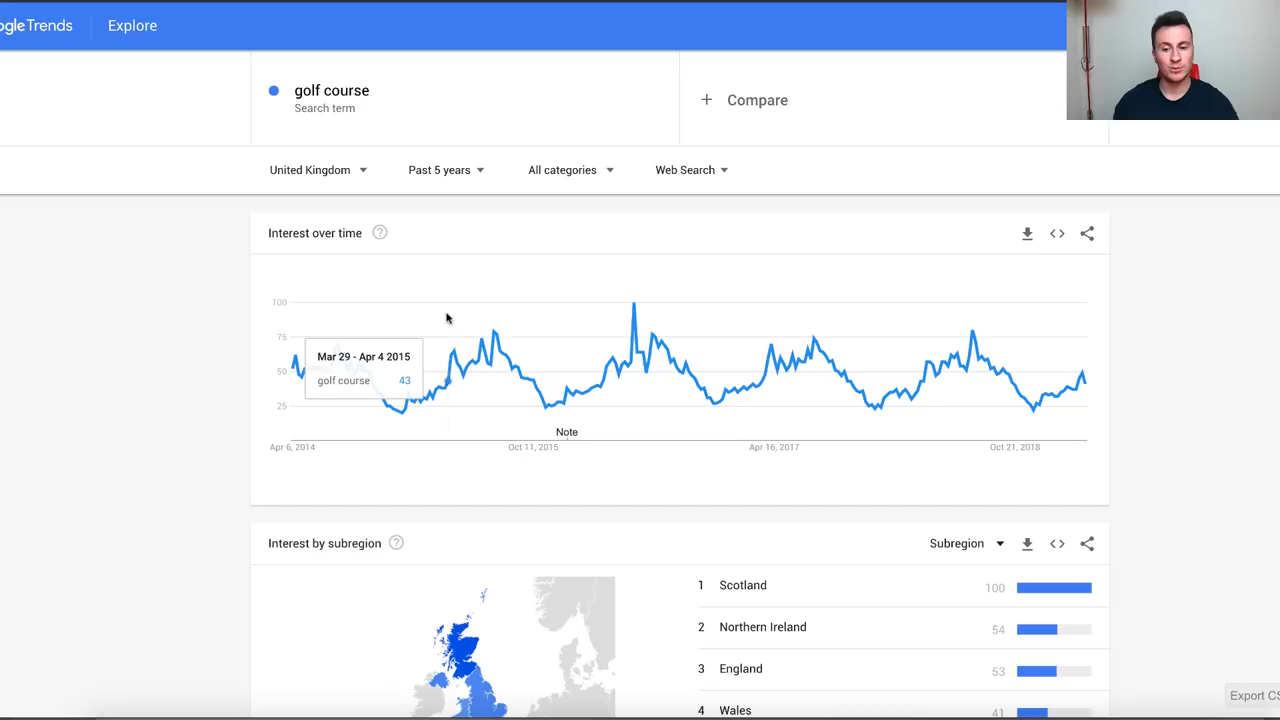 ogleTrends
Explore
golf course
Search term
+ Compare
United Kingdom
Past 5 years
All categories
Web Search
Interest over time
?
100
75
50
25
Mar 29 - Apr 4 2015
golf course 43
Note
Apr 6, 2014
Oct 11, 2015
Apr 16, 2017
Oct 21, 2018
Interest by subregion
?
Subregion
1 Scotland 100
2 Northern Ireland 54
3 England 53
4 Wales 41
Export CS